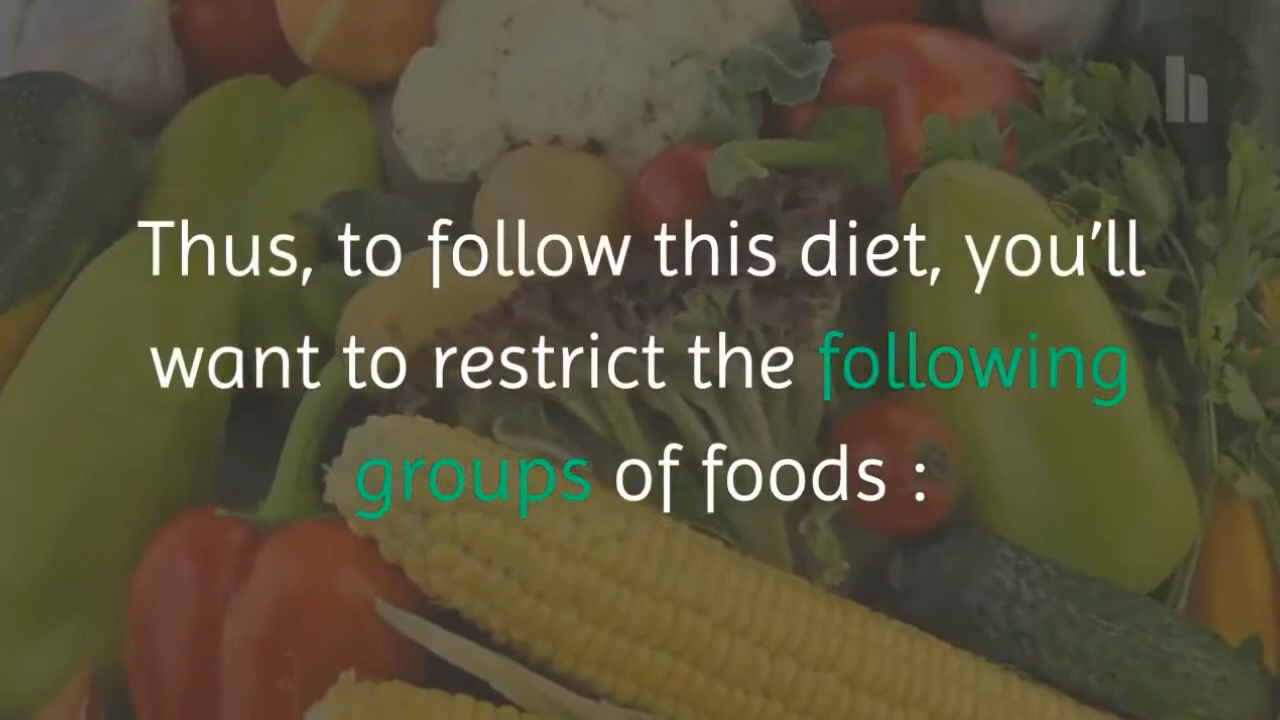 Thus, to follow this diet, you’ll
want to restrict the following
groups of foods :